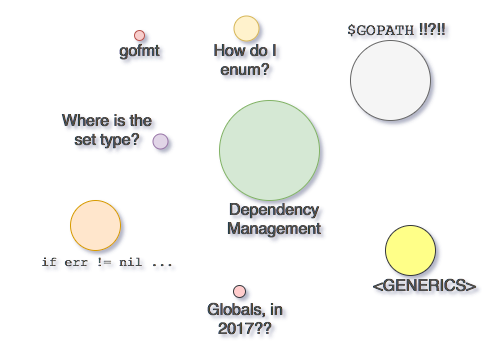 $GOPATH !!?!!
gofmt
How do I
enum?
Where is the
set type?
Dependency
Management
if err != nil ...
<GENERICS>
Globals, in
2017??